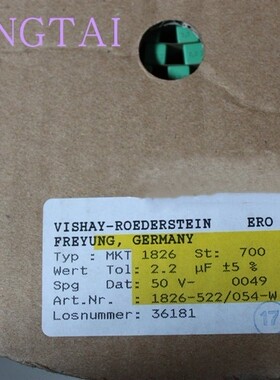 NGTAI
VISHAY-ROEDERSTEIN ERO
FREYUNG, GERMANY
Typ : MKT 1826 St: 700
Wert Tol: 2.2 µF ±5 %
Spg Dat: 50 V- 0049
Art.Nr. : 1826-522/054-W
Losnummer: 36181
17